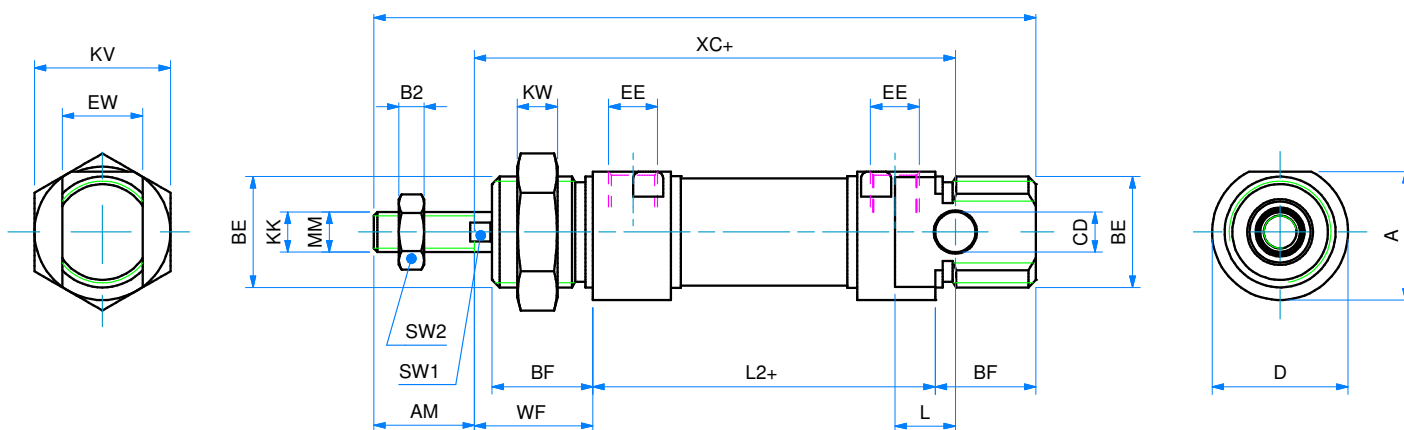 XC+
KV
B2
KW
EE
EE
EW
BE
KK
MM
CD
BE
A
SW2
SW1
BF
L2+
BF
D
AM
WF
L